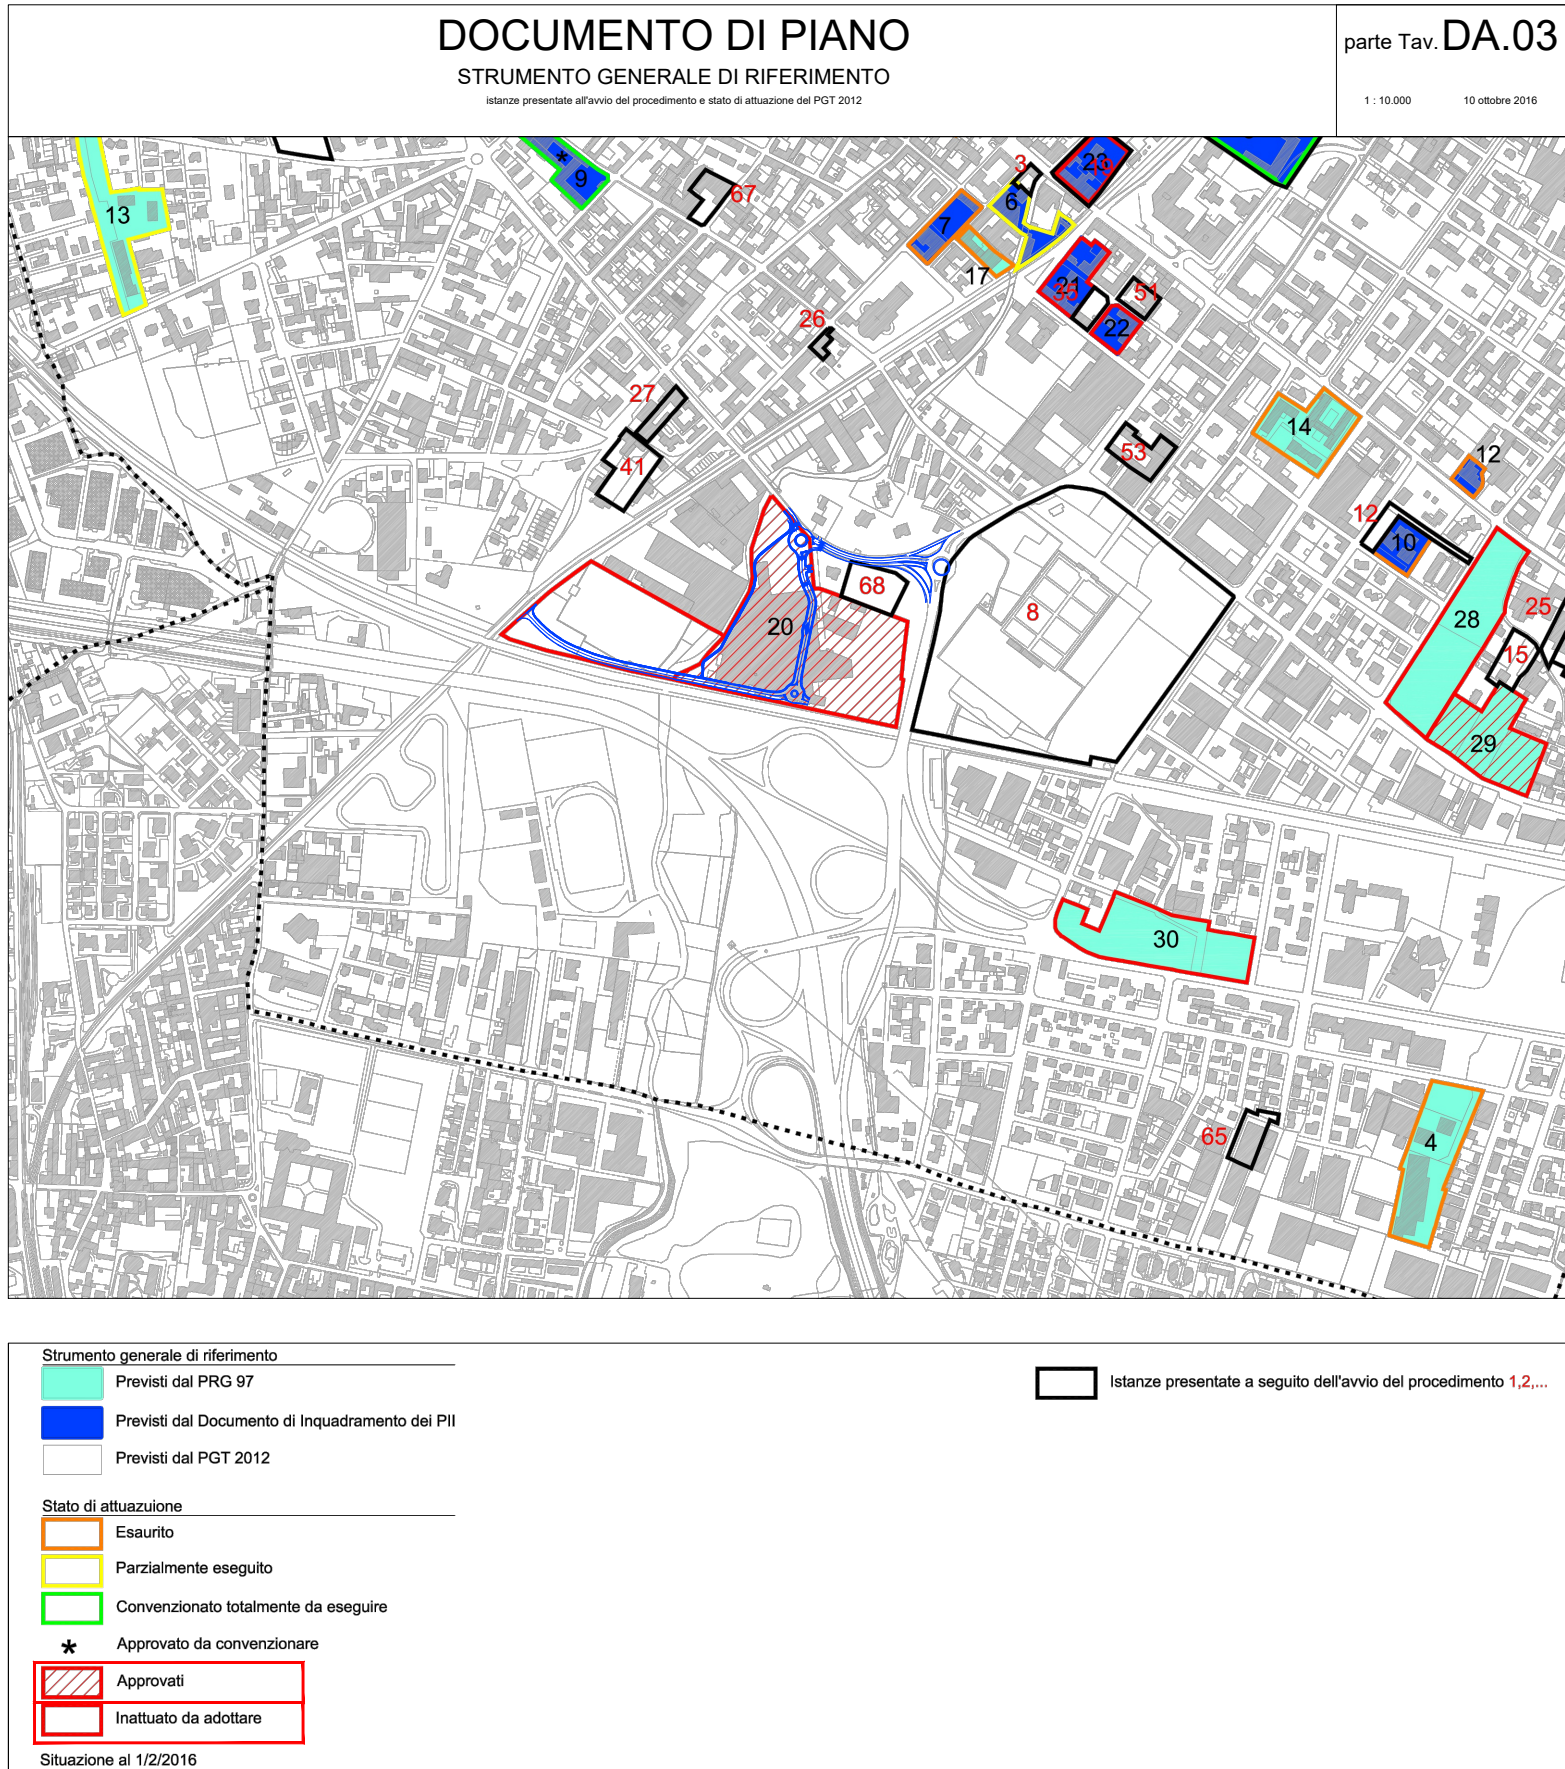 DOCUMENTO DI PIANO
STRUMENTO GENERALE DI RIFERIMENTO
istanze presentate all'avvio del procedimento e stato di attuazione del PGT 2012
parte Tav. DA.03
1 : 10.000 10 ottobre 2016
*
9
13
67
3
23
6
7
17
21
35
51
22
26
27
41
14
53
12
12
10
68
8
20
28
25
15
29
30
65
4
Strumento generale di riferimento
Previsti dal PRG 97
Previsti dal Documento di Inquadramento dei PII
Previsti dal PGT 2012
Stato di attuazuione
Esaurito
Parzialmente eseguito
Convenzionato totalmente da eseguire
* Approvato da convenzionare
Approvati
Inattuato da adottare
Situazione al 1/2/2016
Istanze presentate a seguito dell'avvio del procedimento 1,2,...